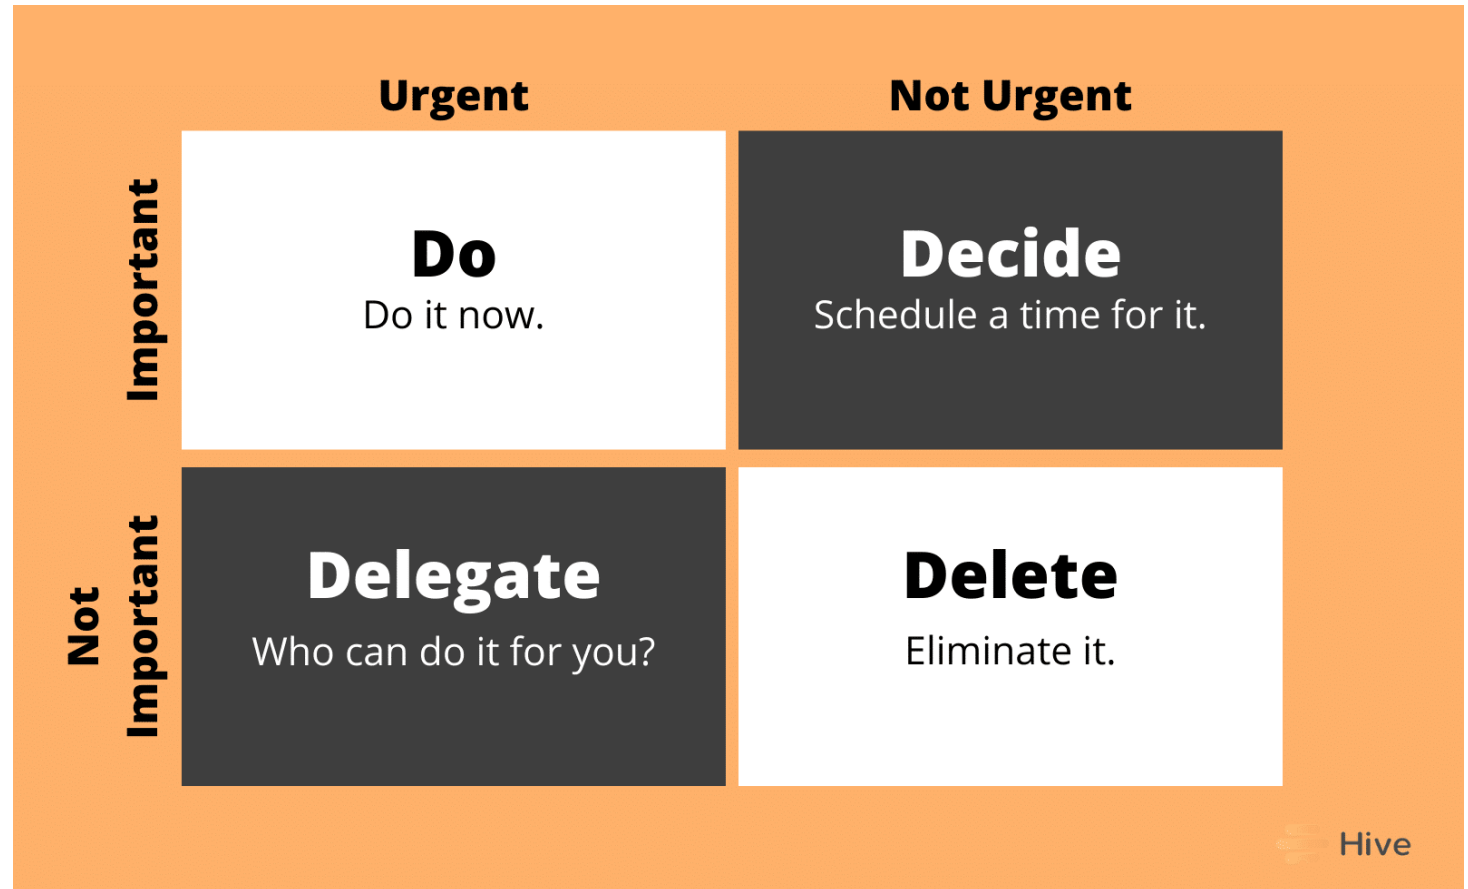 Urgent
Not Urgent
Important
Do
Do it now.
Decide
Schedule a time for it.
Not
Important
Delegate
Who can do it for you?
Delete
Eliminate it.
Hive